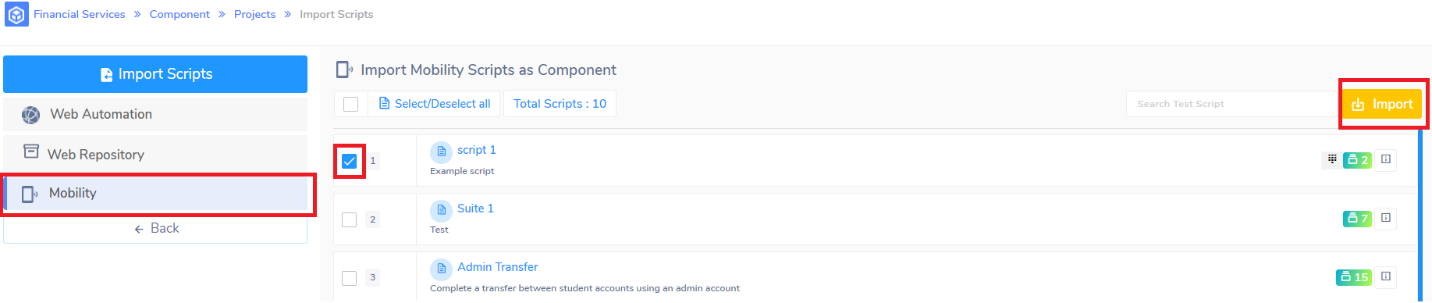 Financial Services » Component » Projects » Import Scripts
Import Scripts
Web Automation
Web Repository
Mobility
← Back
Import Mobility Scripts as Component
Select/Deselect all Total Scripts : 10 Search Test Script Import
1 script 1 2
Example script
2 Suite 1 7
Test
3 Admin Transfer 15
Complete a transfer between student accounts using an admin account